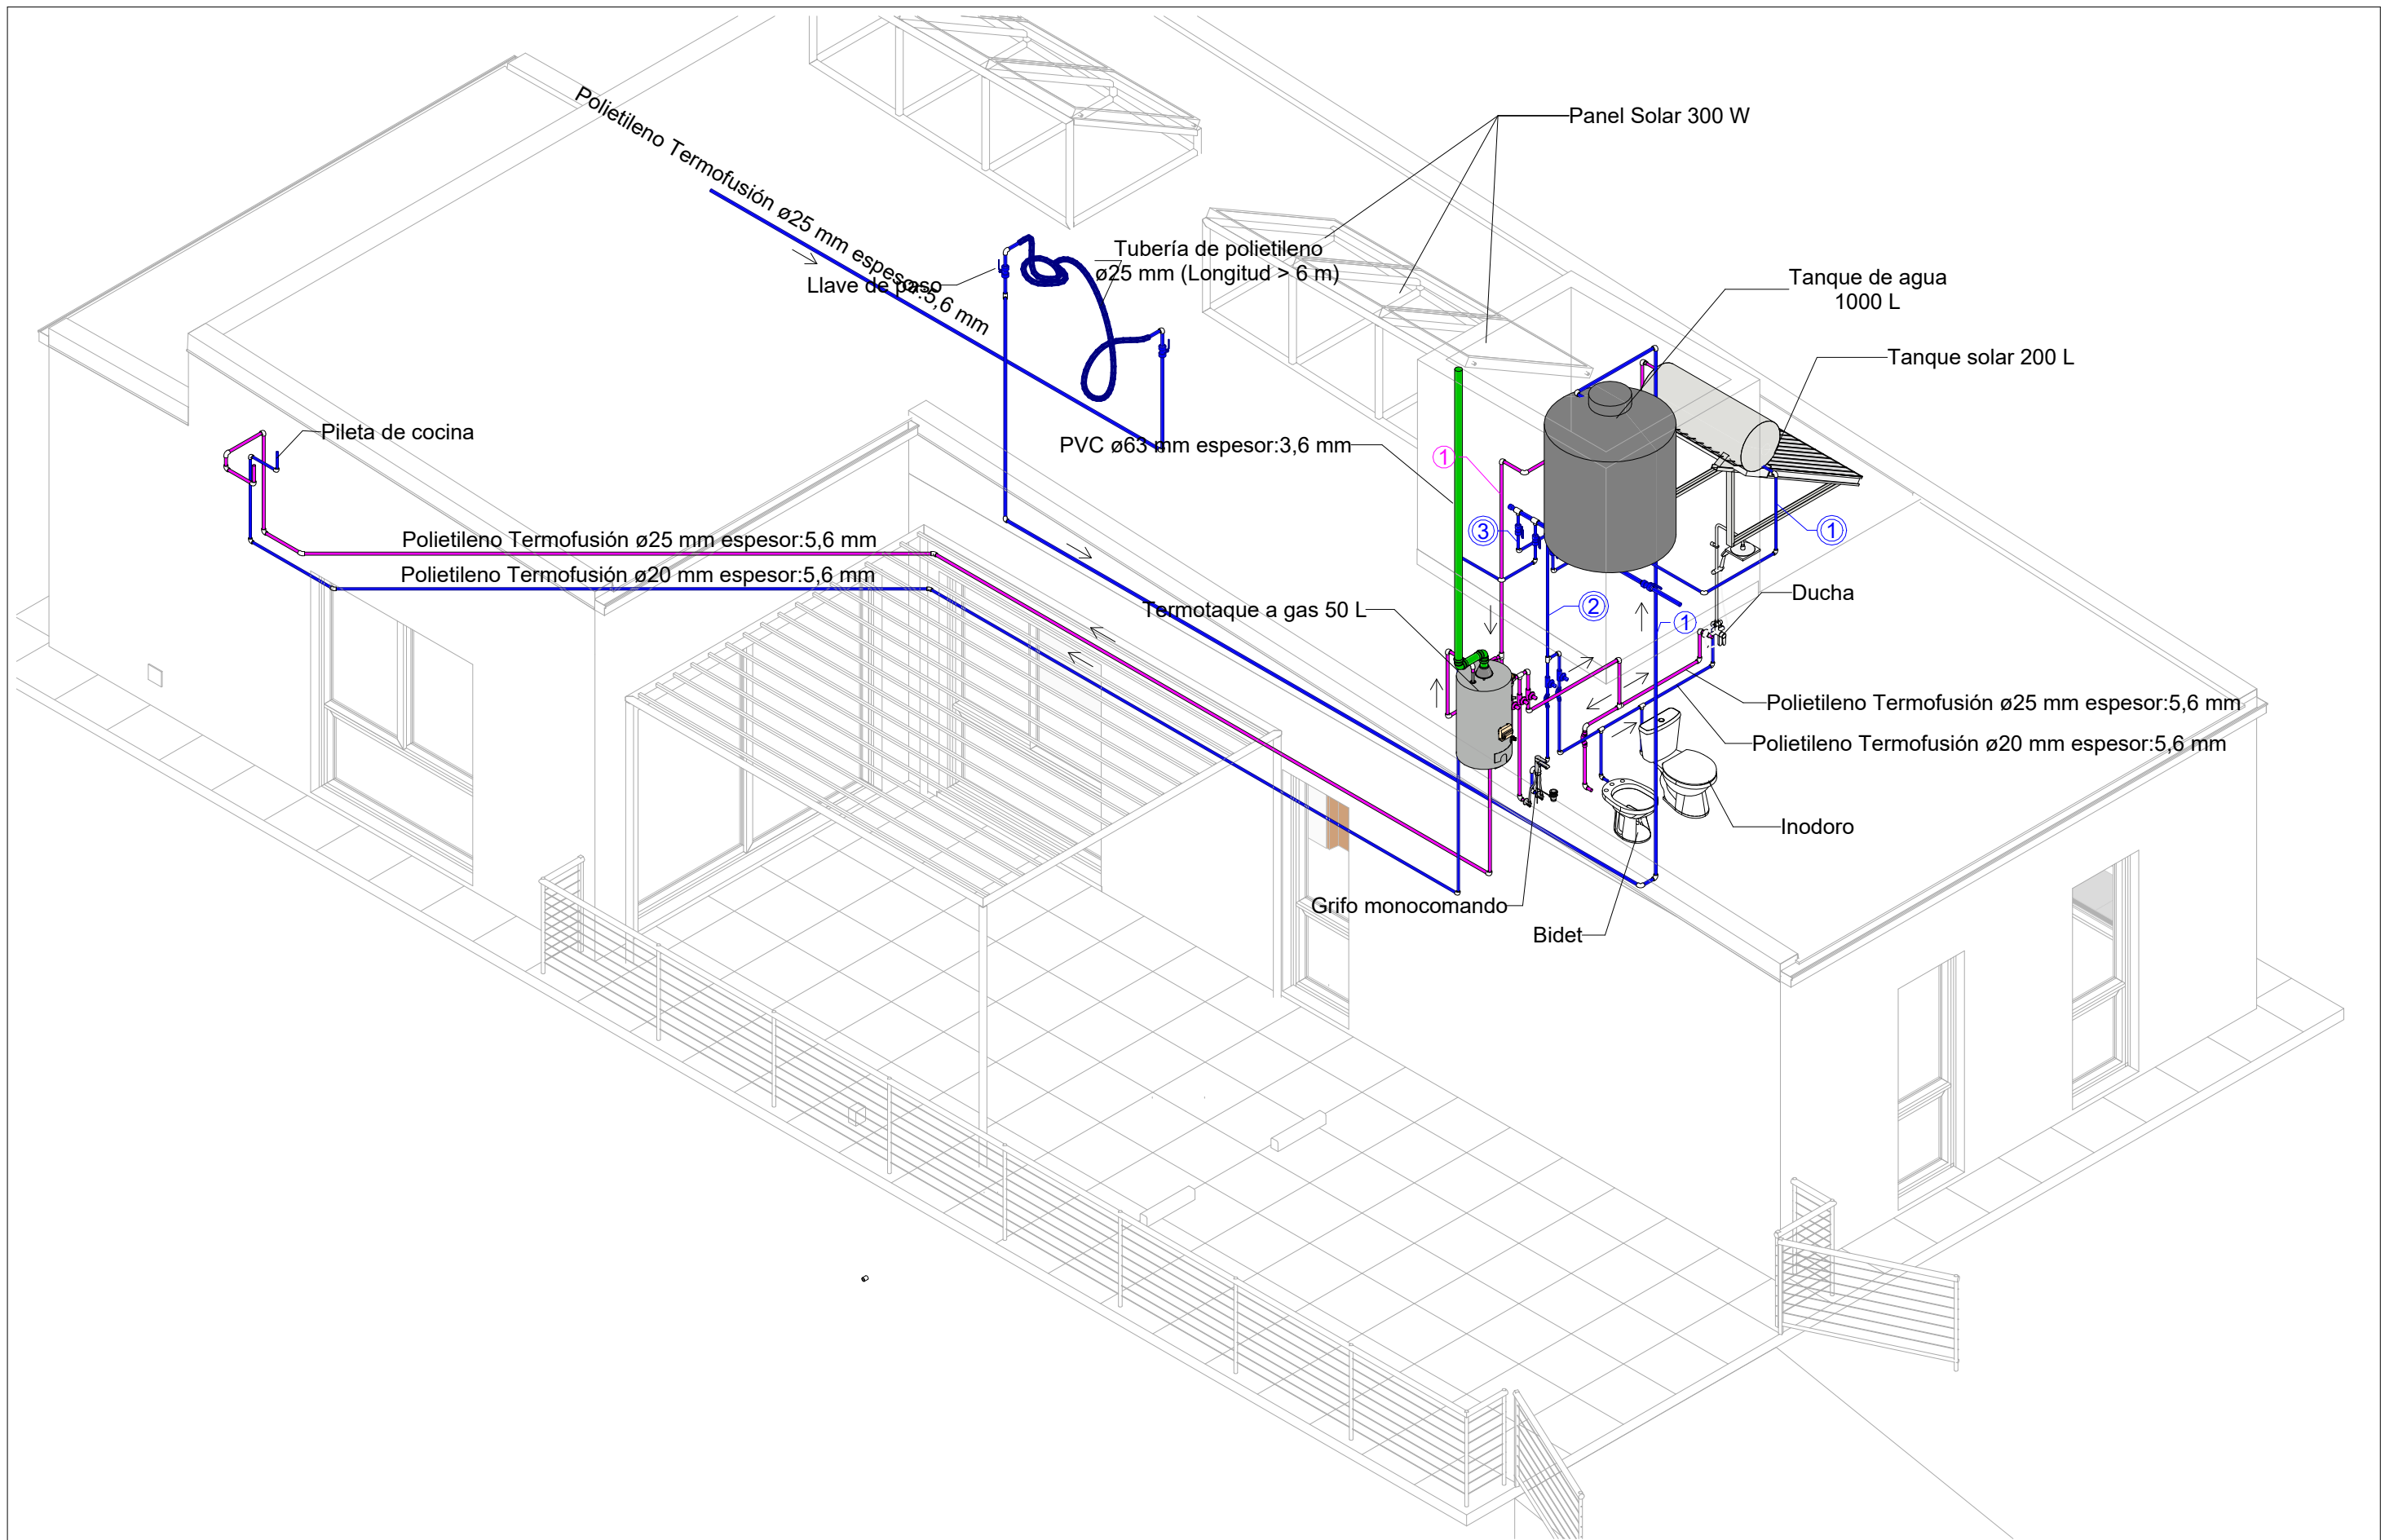 Panel Solar 300 W
Polietileno Termofusión ø25 mm espesor:5,6 mm
Tubería de polietileno
ø25 mm (Longitud > 6 m)
Llave de paso
Tanque de agua
1000 L
Tanque solar 200 L
Pileta de cocina
PVC ø63 mm espesor:3,6 mm
1
3
1
Polietileno Termofusión ø25 mm espesor:5,6 mm
Polietileno Termofusión ø20 mm espesor:5,6 mm
Termotaque a gas 50 L
2
1
Ducha
Polietileno Termofusión ø25 mm espesor:5,6 mm
Polietileno Termofusión ø20 mm espesor:5,6 mm
Inodoro
Grifo monocomando
Bidet